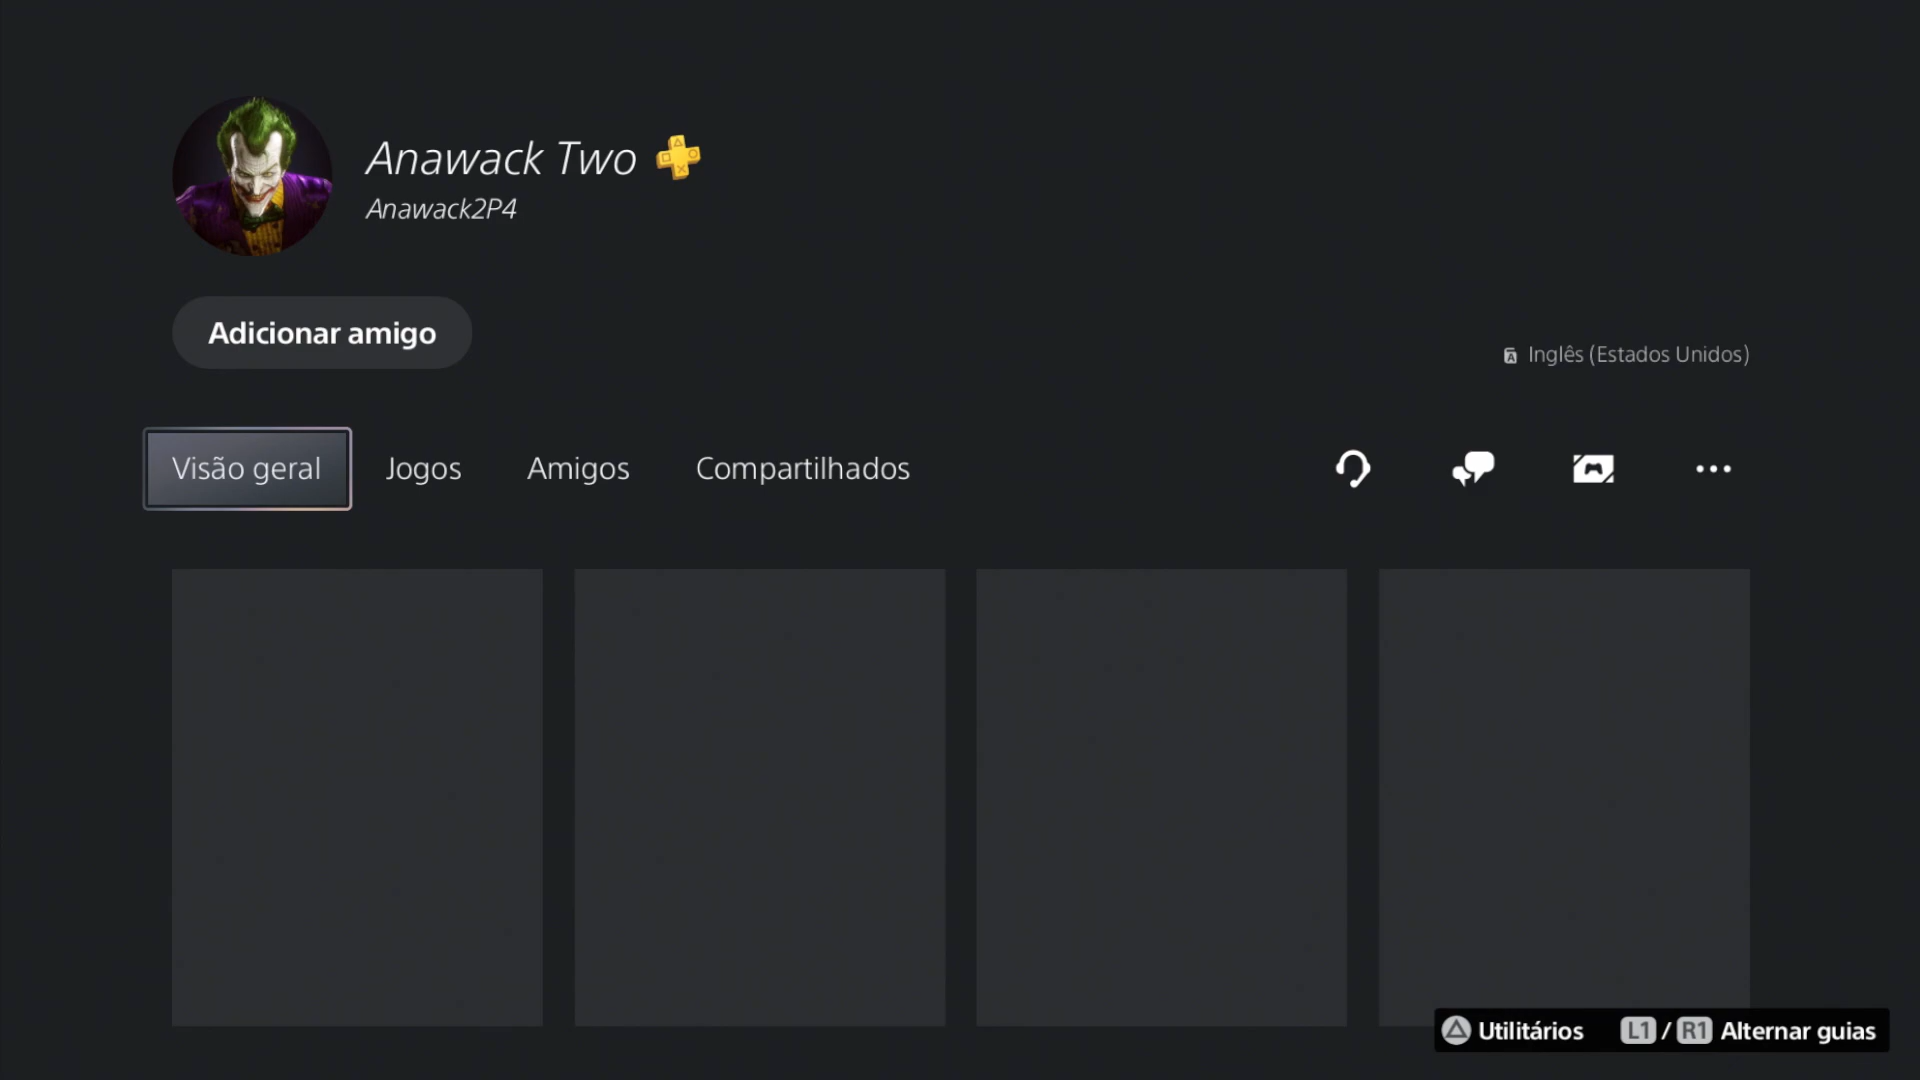 Anawack Two
Anawack2P4
Adicionar amigo
Inglês (Estados Unidos)
Visão geral
Jogos
Amigos
Compartilhados
Utilitários
L1 / R1 Alternar guias